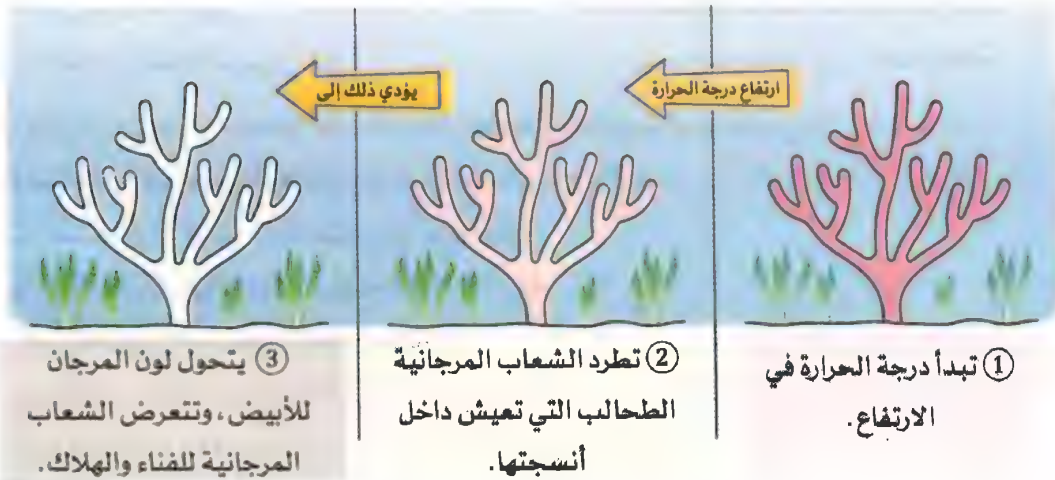 ارتفاع درجة الحرارة
يؤدي ذلك إلى
① تبدأ درجة الحرارة في
الارتفاع.
② تطرد الشعاب المرجانية
الطحالب التي تعيش داخل
أنسجتها.
③ يتحول لون المرجان
للأبيض، وتتعرض الشعاب
المرجانية للفناء والهلاك.